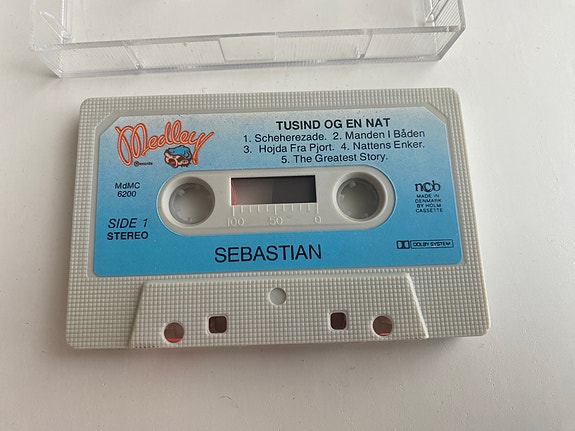 Medley
Records
MdMC
6200
SIDE 1
STEREO
TUSIND OG EN NAT
1. Scheherezade. 2. Manden I Båden
3. Hojda Fra Pjort. 4. Nattens Enker.
5. The Greatest Story.
100 50 0
ncb
MADE IN
DENMARK
BY HOLM
CASSETTE
DOLBY SYSTEM
SEBASTIAN